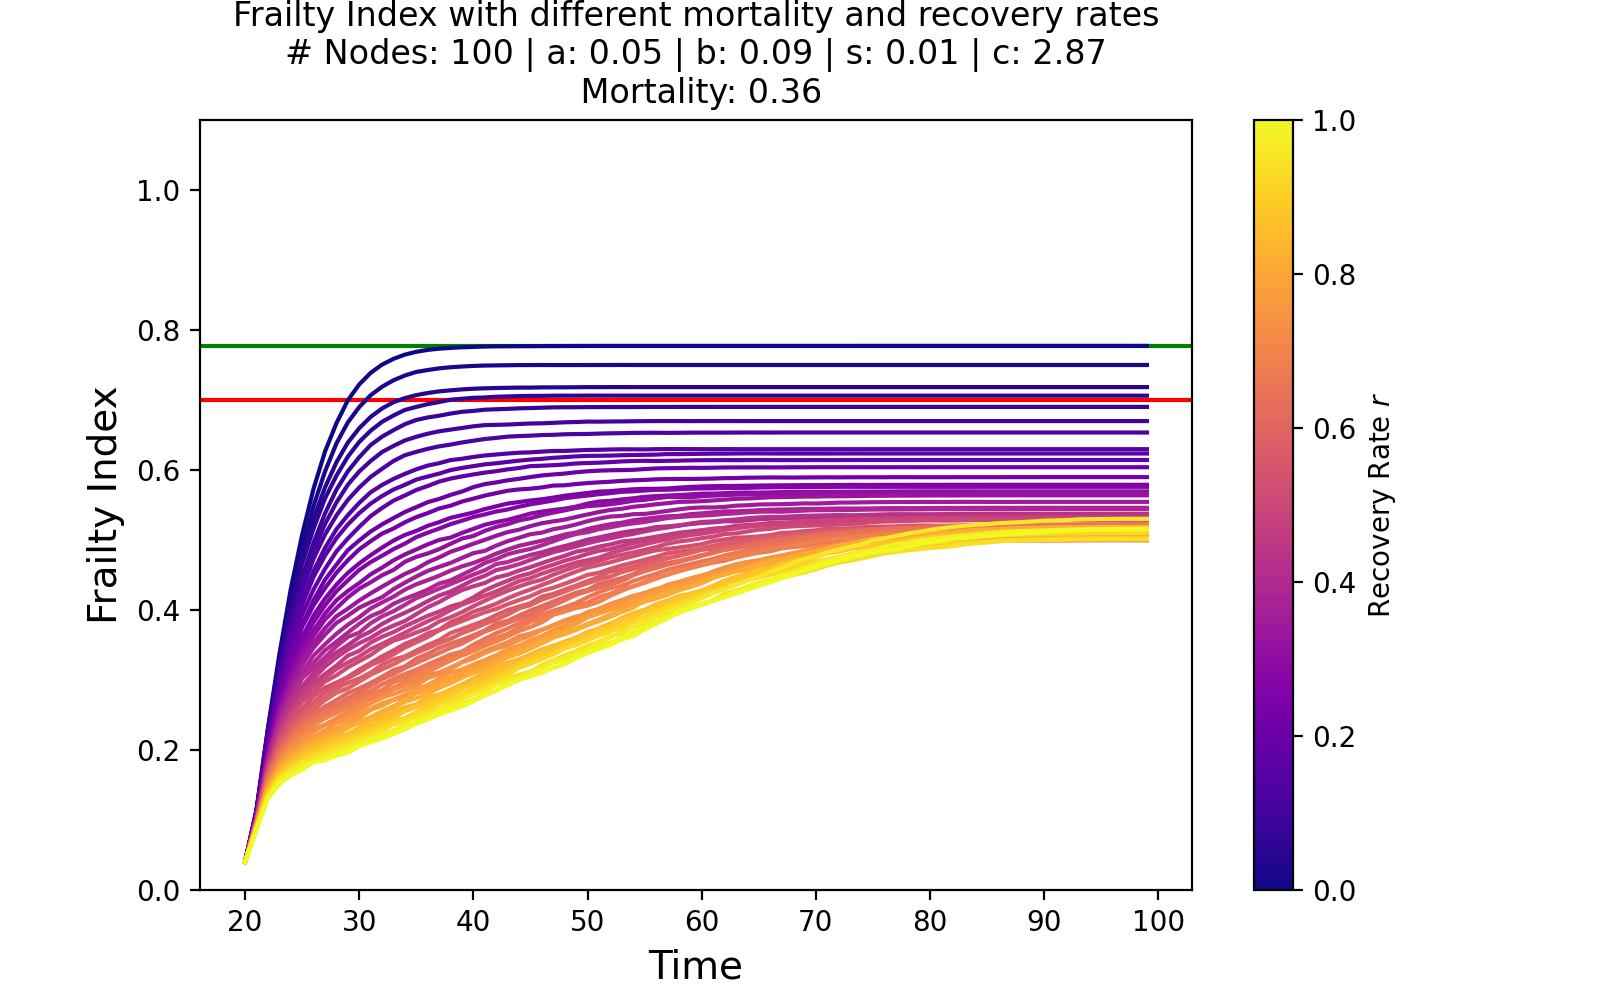 Frailty Index with different mortality and recovery rates
# Nodes: 100 | a: 0.05 | b: 0.09 | s: 0.01 | c: 2.87
Mortality: 0.36
Frailty Index
1.0
0.8
0.6
0.4
0.2
0.0
20 30 40 50 60 70 80 90 100
Time
1.0
0.8
0.6
0.4
0.2
0.0
Recovery Rate r